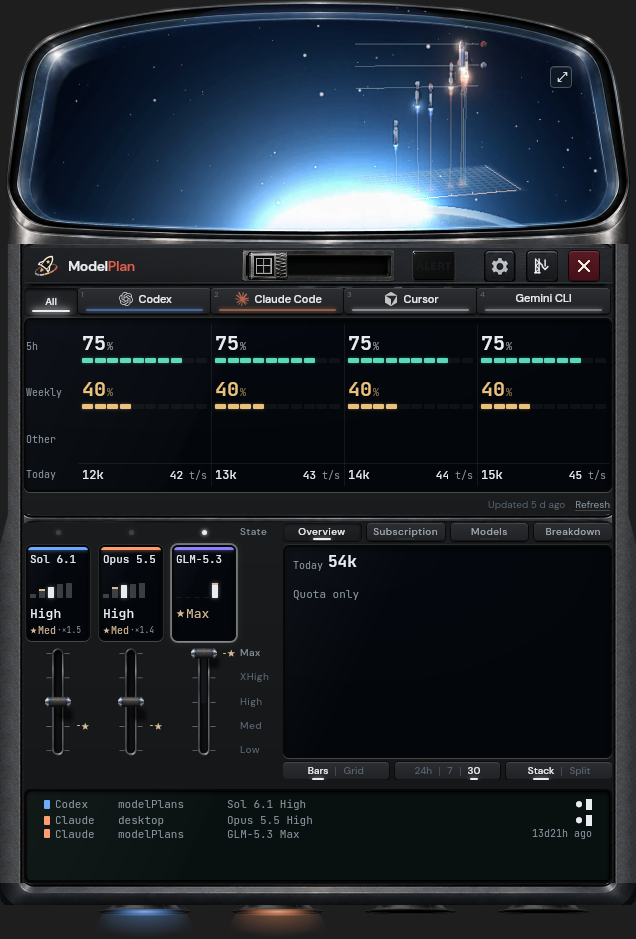 ModelPlan
ALERT
All
1 Codex
2 Claude Code
3 Cursor
4 Gemini CLI
5h 75% 75% 75% 75%
Weekly 40% 40% 40% 40%
Other
Today 12k 42 t/s 13k 43 t/s 14k 44 t/s 15k 45 t/s
Updated 5 d ago Refresh
State
Overview Subscription Models Breakdown
Sol 6.1
High
★Med·×1.5
Opus 5.5
High
★Med·×1.4
GLM-5.3
★Max
-★ Max
XHigh
High
-★ -★ Med
Low
Today 54k
Quota only
Bars | Grid
24h | 7 | 30
Stack | Split
Codex modelPlans Sol 6.1 High
Claude desktop Opus 5.5 High
Claude modelPlans GLM-5.3 Max 13d21h ago